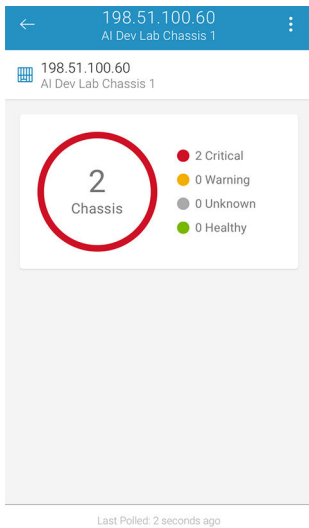 198.51.100.60
AI Dev Lab Chassis 1
198.51.100.60
AI Dev Lab Chassis 1
2
Chassis
2 Critical
0 Warning
0 Unknown
0 Healthy
Last Polled: 2 seconds ago